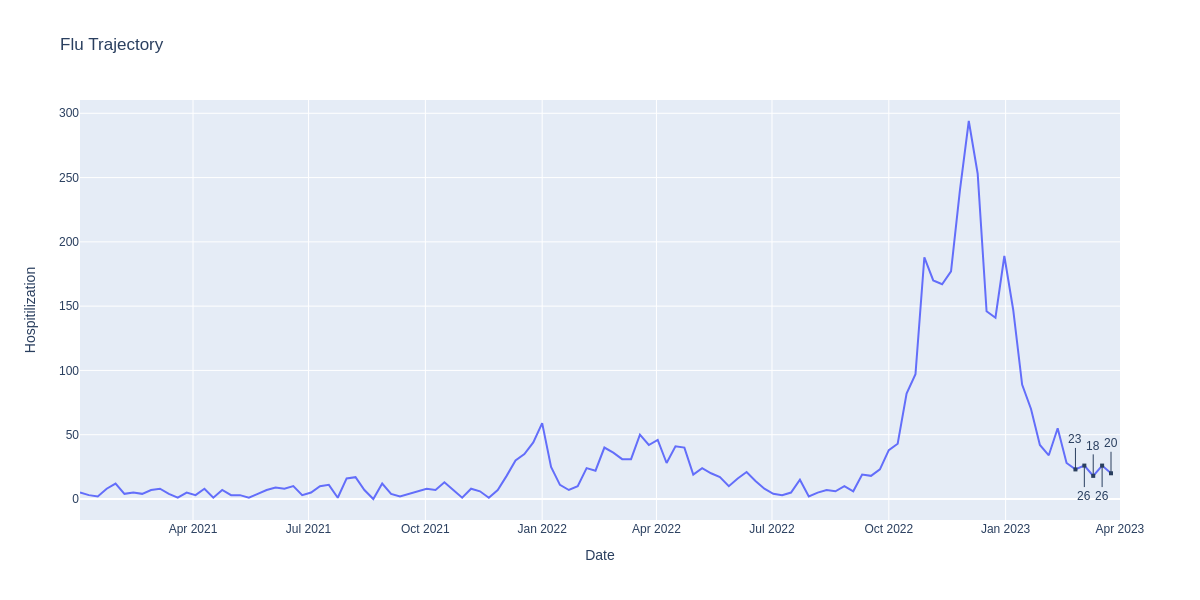 Flu Trajectory
300
250
200
150
100
50
0
Hospitilization
23
18
20
26
26
Apr 2021
Jul 2021
Oct 2021
Jan 2022
Apr 2022
Jul 2022
Oct 2022
Jan 2023
Apr 2023
Date